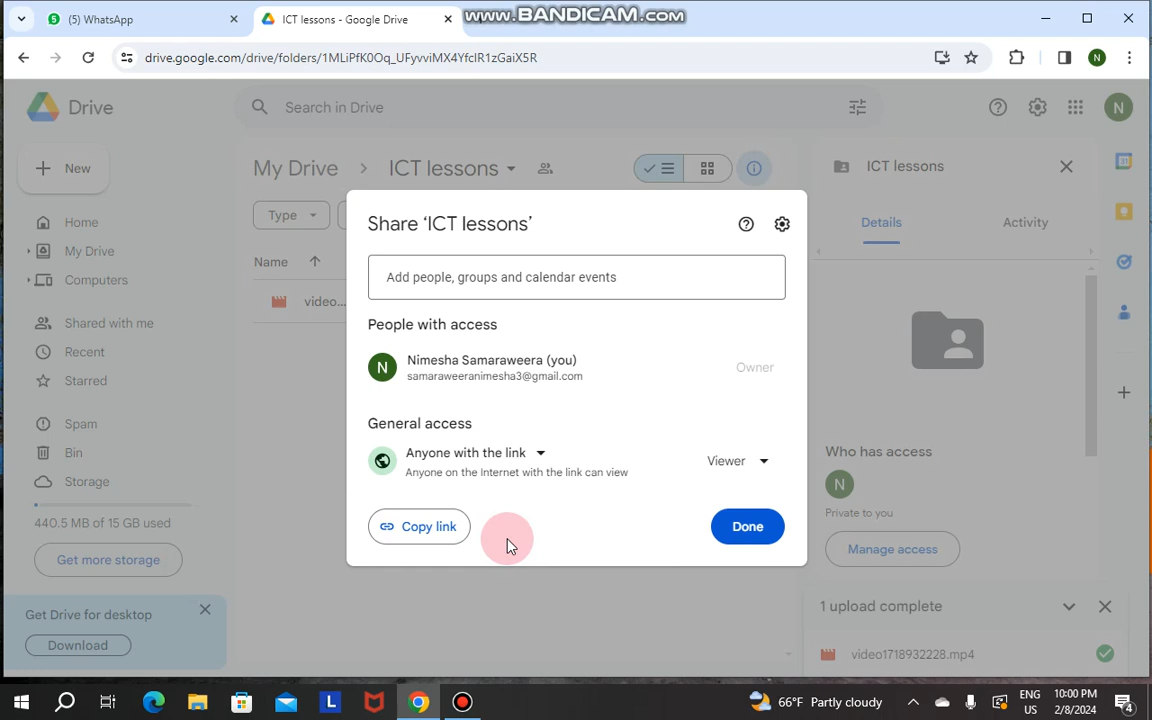 (5) WhatsApp
ICT lessons - Google Drive
www.BANDICAM.com
drive.google.com/drive/folders/1MLiPfK0Oq_UFyvviMX4YfclR1zGaiX5R
N
Drive
Search in Drive
N
New
My Drive
ICT lessons
ICT lessons
Type
Share ‘ICT lessons’
Home
Details
Activity
My Drive
Name
Add people, groups and calendar events
Computers
video...
Shared with me
People with access
Recent
N
Nimesha Samaraweera (you)
samaraweeranimesha3@gmail.com
Owner
Starred
Spam
General access
Bin
Anyone with the link
Anyone on the Internet with the link can view
Viewer
Who has access
Storage
N
Private to you
440.5 MB of 15 GB used
Copy link
Done
Get more storage
Manage access
Get Drive for desktop
1 upload complete
Download
video1718932228.mp4
L
66°F Partly cloudy
ENG
US
10:00 PM
2/8/2024
4